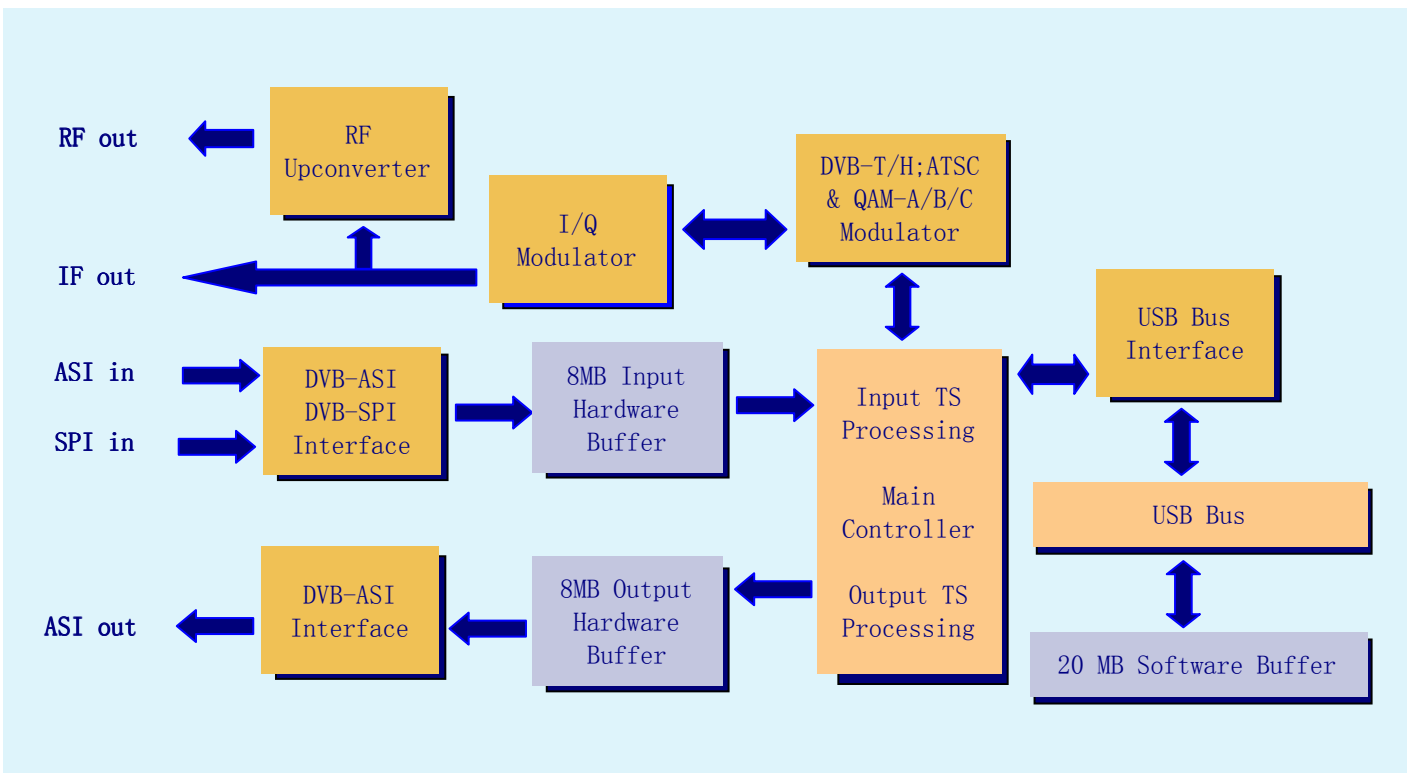 RF out
RF
Upconverter
DVB-T/H;ATSC
& QAM-A/B/C
Modulator
I/Q
Modulator
IF out
USB Bus
Interface
ASI in
SPI in
DVB-ASI
DVB-SPI
Interface
8MB Input
Hardware
Buffer
Input TS
Processing
Main
Controller
Output TS
Processing
USB Bus
ASI out
DVB-ASI
Interface
8MB Output
Hardware
Buffer
20 MB Software Buffer